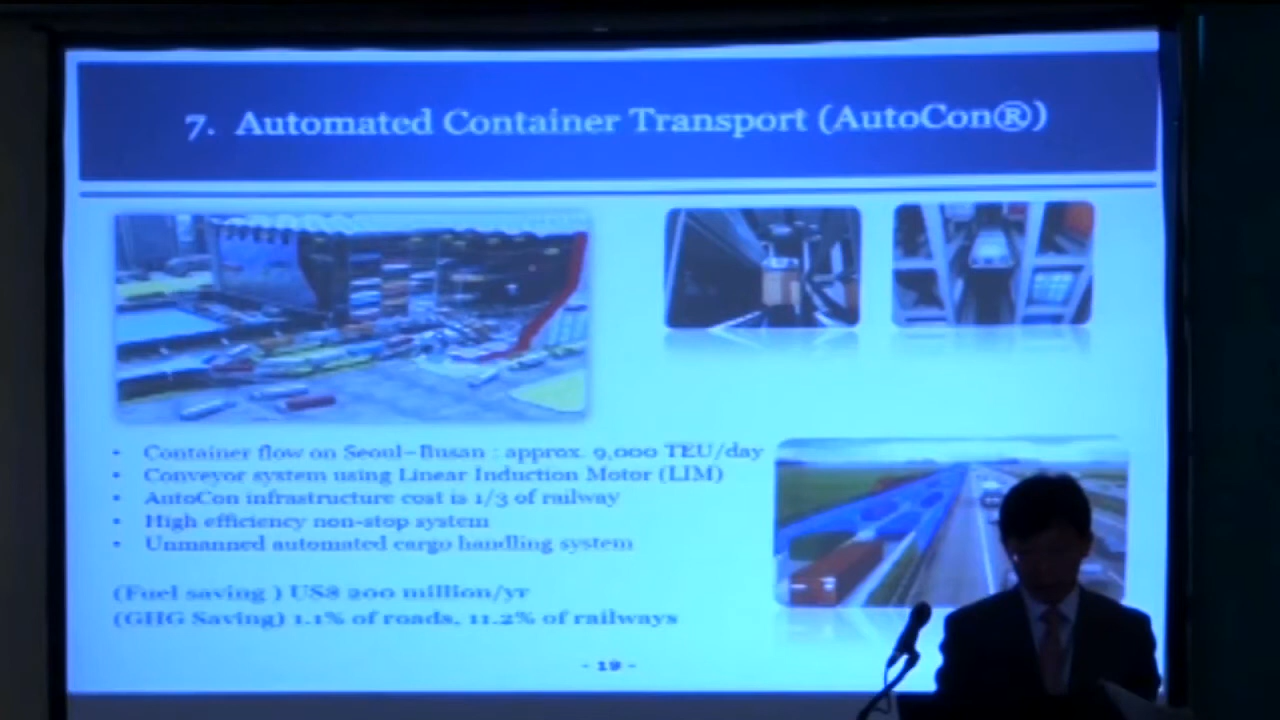 7. Automated Container Transport (AutoCon®)
• Container flow on Seoul–Busan : approx. 9,000 TEU/day
• Conveyor system using Linear Induction Motor (LIM)
• AutoCon infrastructure cost is 1/3 of railway
• High efficiency non-stop system
• Unmanned automated cargo handling system
(Fuel saving ) US$ 200 million/yr
(GHG Saving) 1.1% of roads, 11.2% of railways
- 19 -